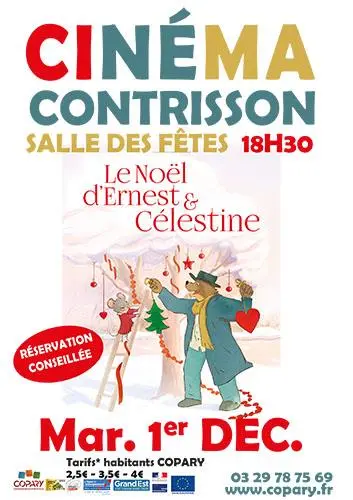 CINÉMA
CONTRISSON
SALLE DES FÊTES 18H30
Le Noël
d'Ernest &
Célestine
RÉSERVATION
CONSEILLÉE
Mar. 1er DÉC.
Tarifs* habitants COPARY
2,5€ - 3,5€ - 4€
COPARY
Grand Est
03 29 78 75 69
www.copary.fr